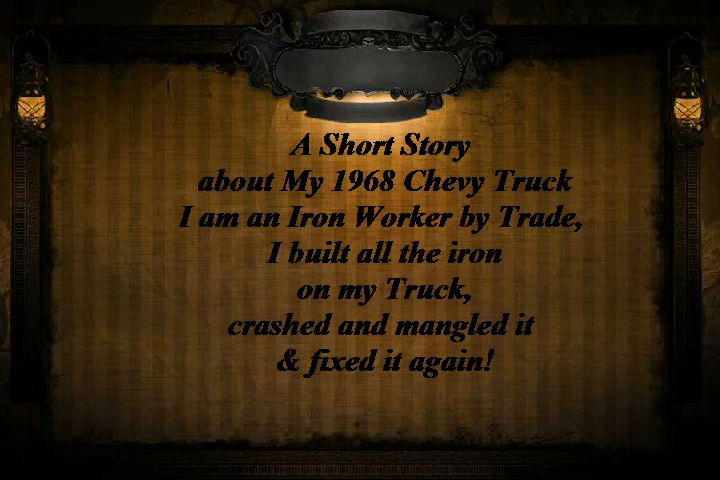 A Short Story
about My 1968 Chevy Truck
I am an Iron Worker by Trade,
I built all the iron
on my Truck,
crashed and mangled it
& fixed it again!